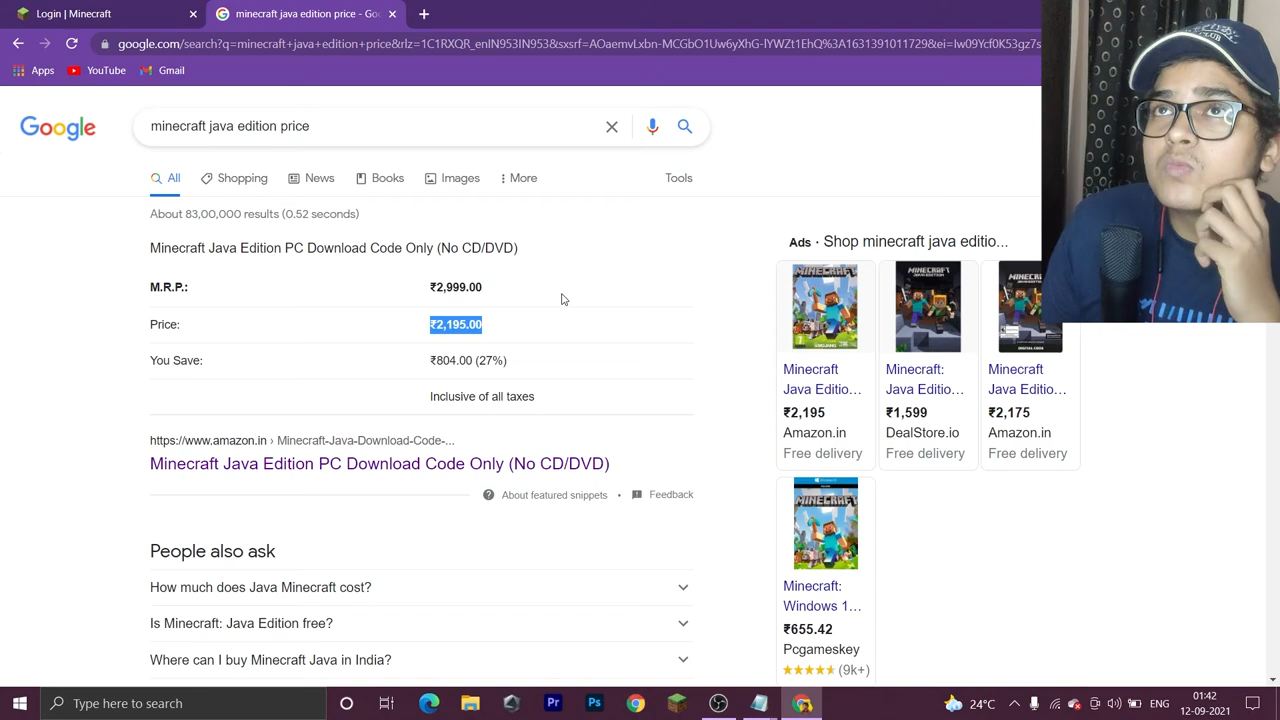 Login | Minecraft
minecraft java edition price - Goo
google.com/search?q=minecraft+java+edition+price&rlz=1C1RXQR_enIN953IN953&sxsrf=AOaemvLxbn-MCGbO1Uw6yXhG-lYWZt1EhQ%3A1631391011729&ei=Iw09Ycf0K53gz7s
Apps
YouTube
Gmail
Google
minecraft java edition price
All
Shopping
News
Books
Images
More
Tools
About 83,00,000 results (0.52 seconds)
Minecraft Java Edition PC Download Code Only (No CD/DVD)
M.R.P.: ₹2,999.00
Price: ₹2,195.00
You Save: ₹804.00 (27%)
Inclusive of all taxes
https://www.amazon.in › Minecraft-Java-Download-Code-...
Minecraft Java Edition PC Download Code Only (No CD/DVD)
About featured snippets • Feedback
People also ask
How much does Java Minecraft cost?
Is Minecraft: Java Edition free?
Where can I buy Minecraft Java in India?
Ads · Shop minecraft java editio...
MINECRAFT
Minecraft
Java Editio...
₹2,195
Amazon.in
Free delivery
MINECRAFT
Minecraft:
Java Editio...
₹1,599
DealStore.io
Free delivery
Minecraft
Java Editio...
₹2,175
Amazon.in
Free delivery
MINECRAFT
Minecraft:
Windows 1...
₹655.42
Pcgameskey
(9k+)
Type here to search
Pr
Ps
24°C
ENG
01:42
12-09-2021